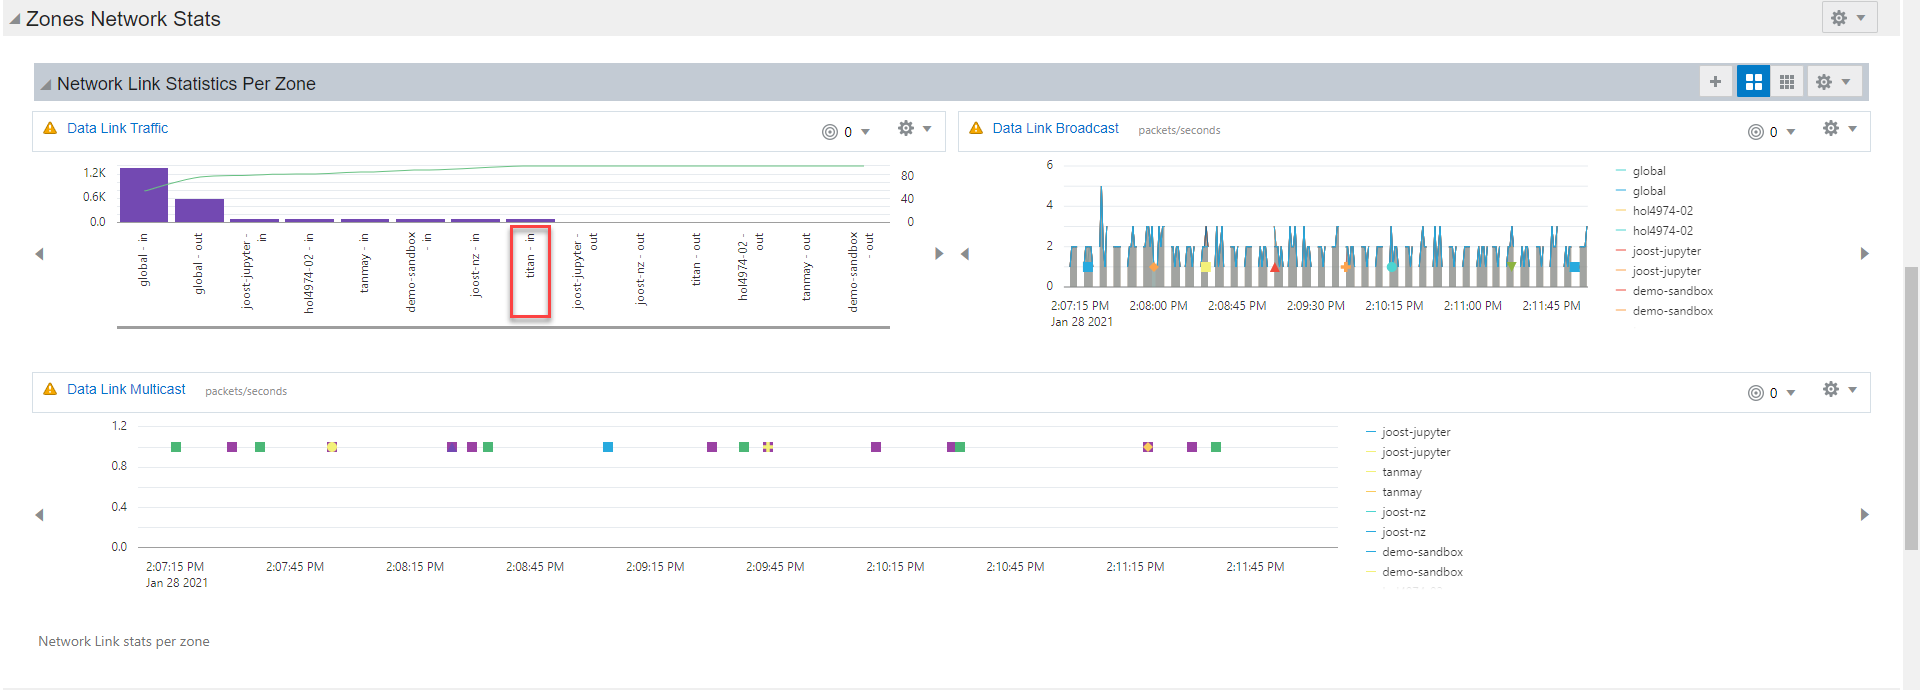 Zones Network Stats
Network Link Statistics Per Zone
Data Link Traffic
0
1.2K
0.6K
0.0
80
40
0
global - in
global - out
joost-jupyter - in
hol4974-02 - in
tanmay - in
demo-sandbox - in
joost-nz - in
titan - in
joost-jupyter - out
joost-nz - out
titan - out
hol4974-02 - out
tanmay - out
demo-sandbox - out
Data Link Broadcast packets/seconds
0
6
4
2
0
2:07:15 PM 2:08:00 PM 2:08:45 PM 2:09:30 PM 2:10:15 PM 2:11:00 PM 2:11:45 PM
Jan 28 2021
global
global
hol4974-02
hol4974-02
joost-jupyter
joost-jupyter
demo-sandbox
demo-sandbox
Data Link Multicast packets/seconds
0
1.2
0.8
0.4
0.0
2:07:15 PM 2:07:45 PM 2:08:15 PM 2:08:45 PM 2:09:15 PM 2:09:45 PM 2:10:15 PM 2:10:45 PM 2:11:15 PM 2:11:45 PM
Jan 28 2021
joost-jupyter
joost-jupyter
tanmay
tanmay
joost-nz
joost-nz
demo-sandbox
demo-sandbox
Network Link stats per zone